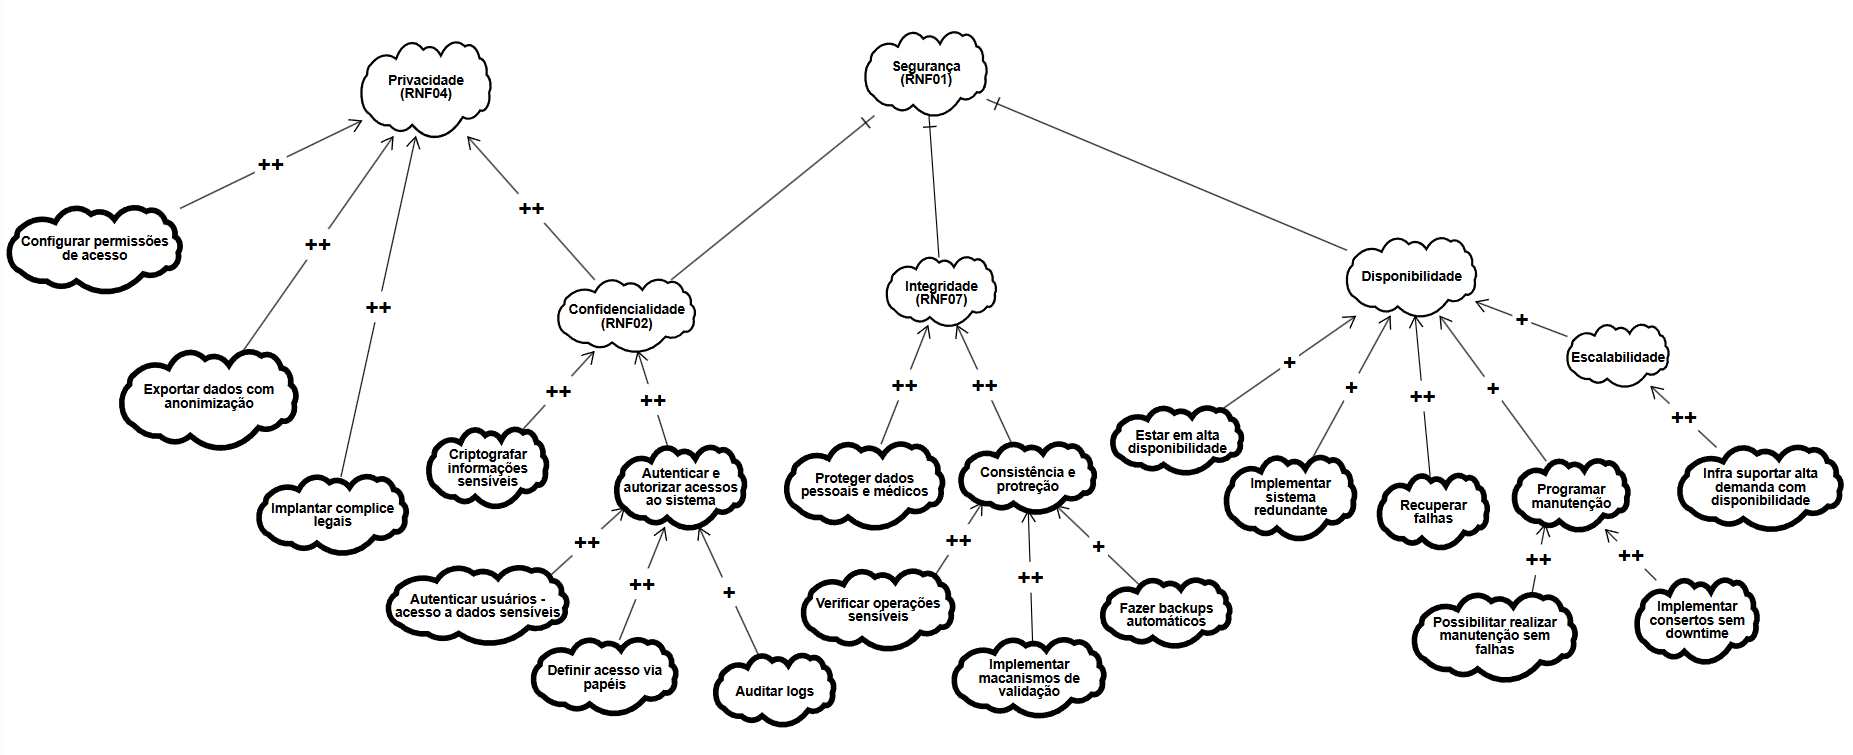 Privacidade
(RNF04)
Segurança
(RNF01)
++
++
++
++
Configurar permissões
de acesso
Confidencialidade
(RNF02)
Integridade
(RNF07)
Disponibilidade
+
Escalabilidade
Exportar dados com
anonimização
++
++
++
++
+
+
++
+
++
Criptografar
informações
sensíveis
Autenticar e
autorizar acessos
ao sistema
Proteger dados
pessoais e médicos
Consistência e
protreção
Estar em alta
disponibilidade
Implementar
sistema
redundante
Recuperar
falhas
Programar
manutenção
Infra suportar alta
demanda com
disponibilidade
Implantar complice
legais
++
++
+
++
++
+
++
++
Autenticar usuários -
acesso a dados sensíveis
Verificar operações
sensíveis
Fazer backups
automáticos
Possibilitar realizar
manutenção sem
falhas
Implementar
consertos sem
downtime
Definir acesso via
papéis
Auditar logs
Implementar
macanismos de
validação